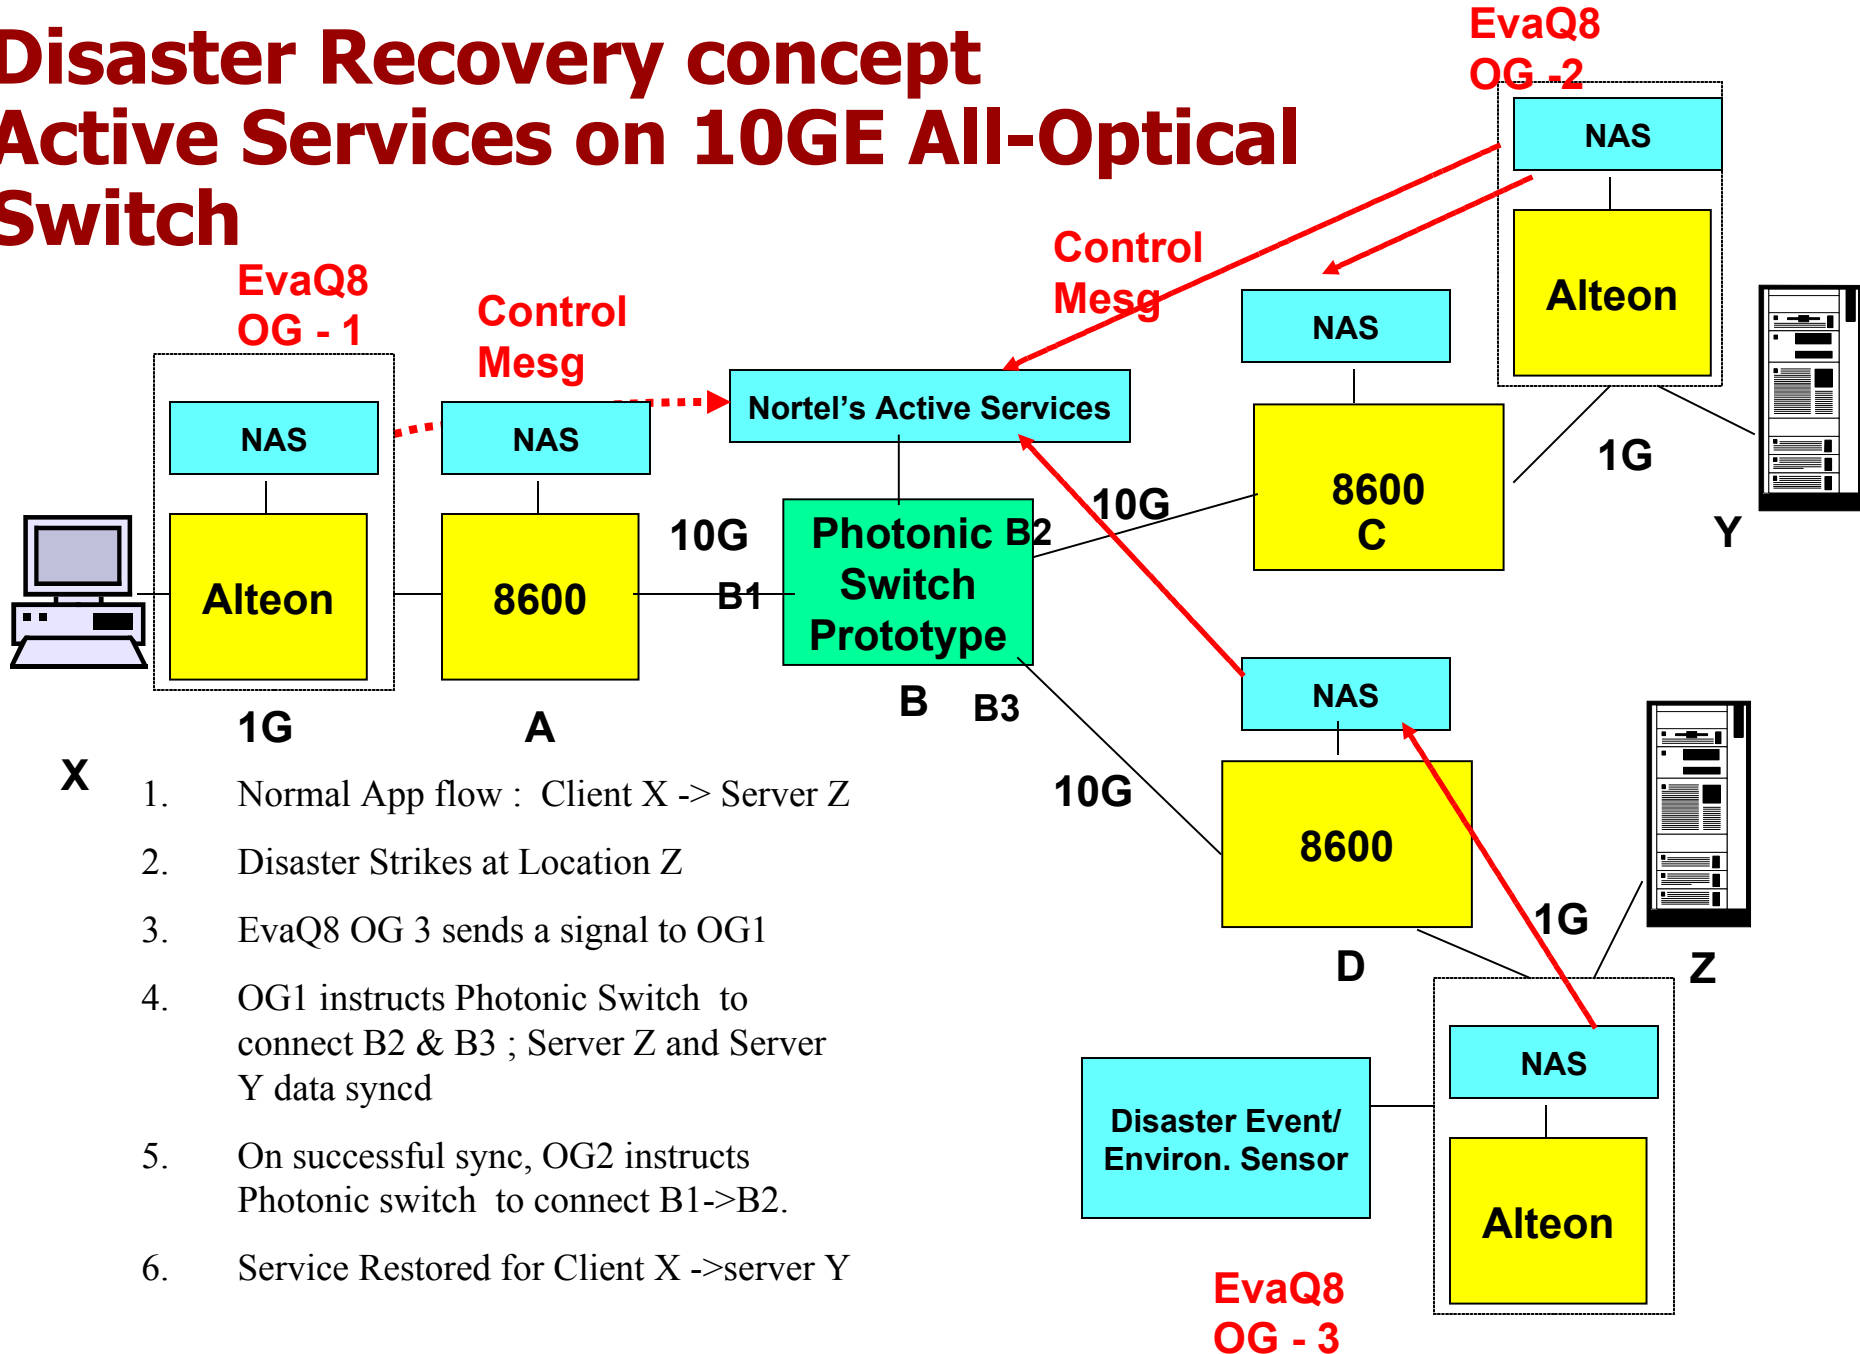 Disaster Recovery concept
Active Services on 10GE All-Optical
Switch
EvaQ8
OG -2
NAS
Alteon
Y
EvaQ8
OG - 1
Control
Mesg
Control
Mesg
NAS
NAS
Nortel's Active Services
NAS
Alteon
8600
10G
B1
Photonic
Switch
Prototype
B2
10G
8600
C
1G
1G
A
B
B3
X
10G
NAS
8600
D
1G
Z
NAS
Alteon
Disaster Event/
Environ. Sensor
EvaQ8
OG - 3
1. Normal App flow : Client X -> Server Z
2. Disaster Strikes at Location Z
3. EvaQ8 OG 3 sends a signal to OG1
4. OG1 instructs Photonic Switch to
connect B2 & B3 ; Server Z and Server
Y data syncd
5. On successful sync, OG2 instructs
Photonic switch to connect B1->B2.
6. Service Restored for Client X ->server Y